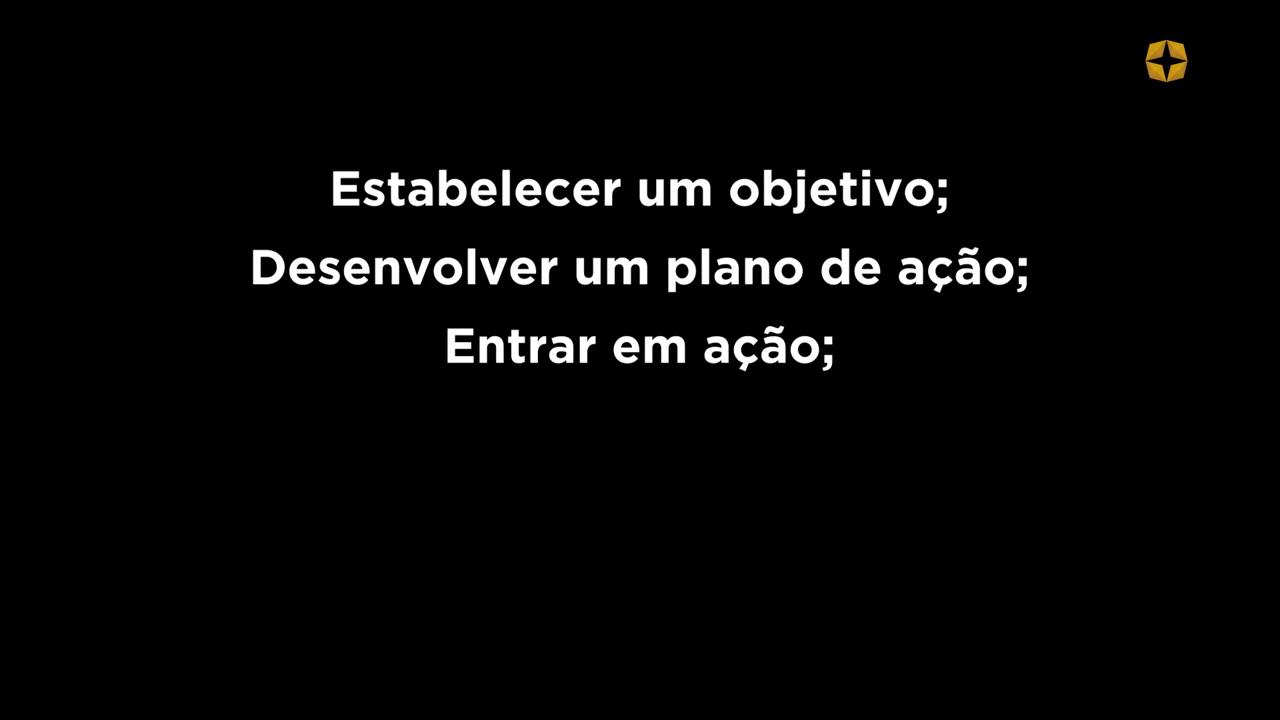 Estabelecer um objetivo;
Desenvolver um plano de ação;
Entrar em ação;